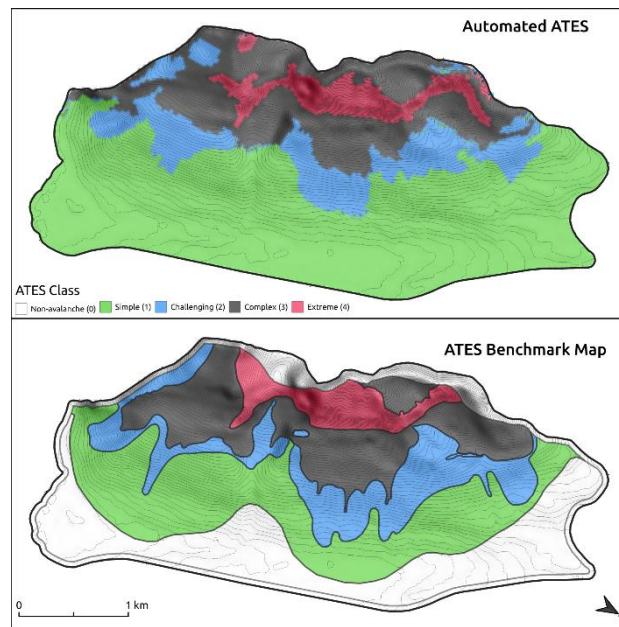 Automated ATES
ATES Class
Non-avalanche (0) Simple (1) Challenging (2) Complex (3) Extreme (4)
ATES Benchmark Map
0 1 km